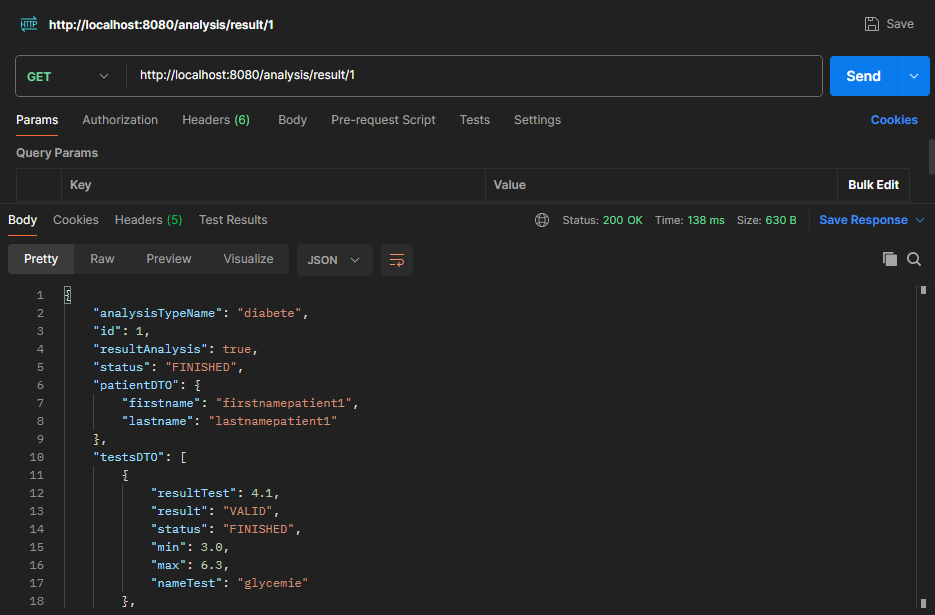 HTTP http://localhost:8080/analysis/result/1 Save
GET http://localhost:8080/analysis/result/1 Send
Params Authorization Headers (6) Body Pre-request Script Tests Settings Cookies
Query Params
Key Value Bulk Edit
Body Cookies Headers (5) Test Results Status: 200 OK Time: 138 ms Size: 630 B Save Response
Pretty Raw Preview Visualize JSON
1 {
2 "analysisTypeName": "diabete",
3 "id": 1,
4 "resultAnalysis": true,
5 "status": "FINISHED",
6 "patientDTO": {
7 "firstname": "firstnamepatient1",
8 "lastname": "lastnamepatient1"
9 },
10 "testsDTO": [
11 {
12 "resultTest": 4.1,
13 "result": "VALID",
14 "status": "FINISHED",
15 "min": 3.0,
16 "max": 6.3,
17 "nameTest": "glycemie"
18 },